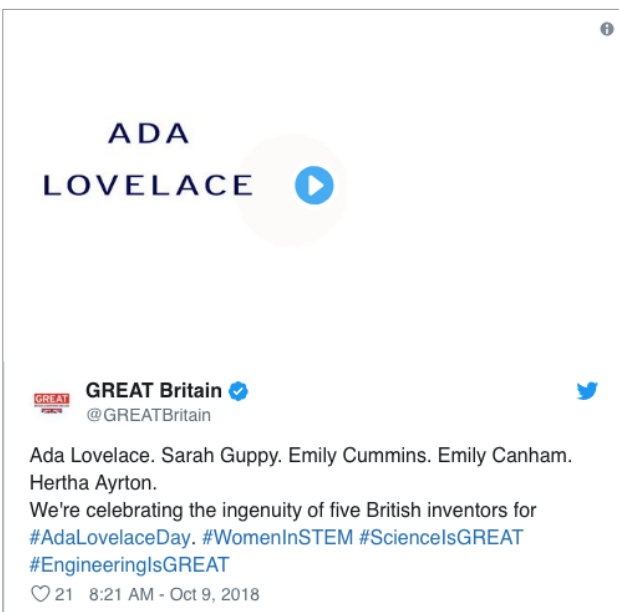 ADA
LOVELACE
GREAT
GREAT Britain
@GREATBritain
Ada Lovelace. Sarah Guppy. Emily Cummins. Emily Canham.
Hertha Ayrton.
We're celebrating the ingenuity of five British inventors for
#AdaLovelaceDay. #WomenInSTEM #ScienceIsGREAT
#EngineeringIsGREAT
21 8:21 AM - Oct 9, 2018